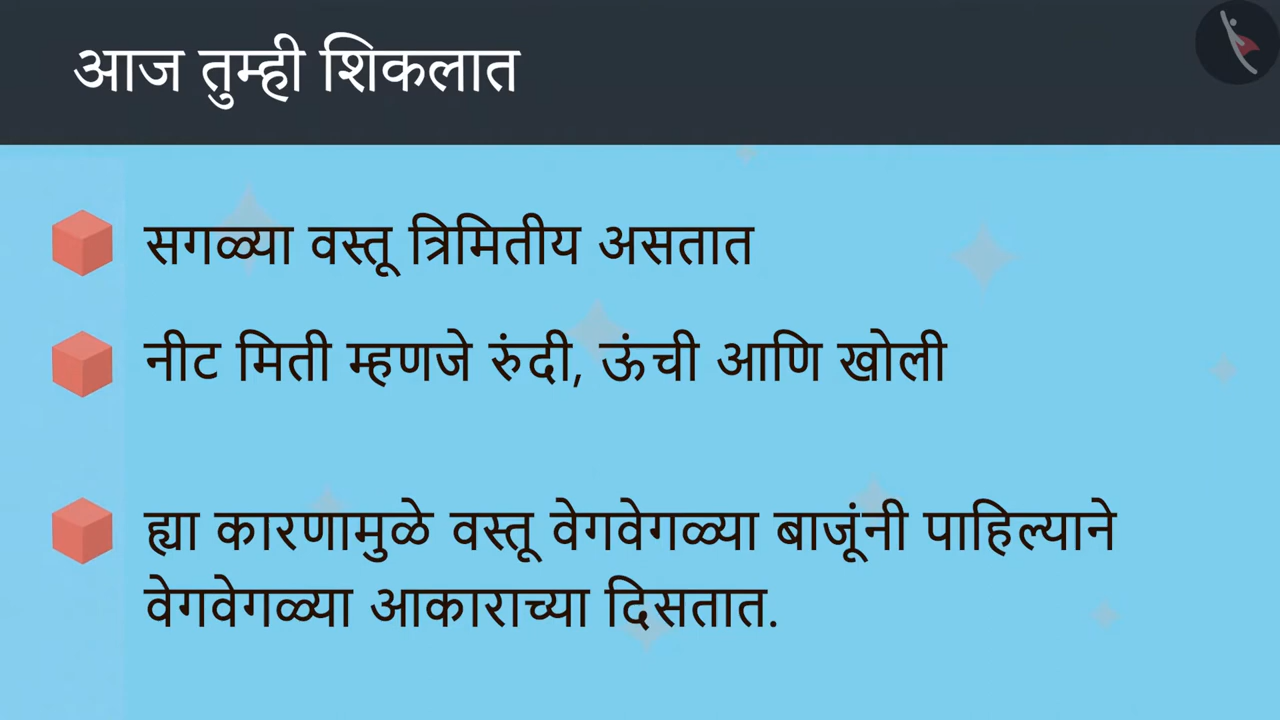 आज तुम्ही शिकलात
सगळ्या वस्तू त्रिमितीय असतात
नीट मिती म्हणजे रुंदी, ऊंची आणि खोली
ह्या कारणामुळे वस्तू वेगवेगळ्या बाजूंनी पाहिल्याने
वेगवेगळ्या आकाराच्या दिसतात.